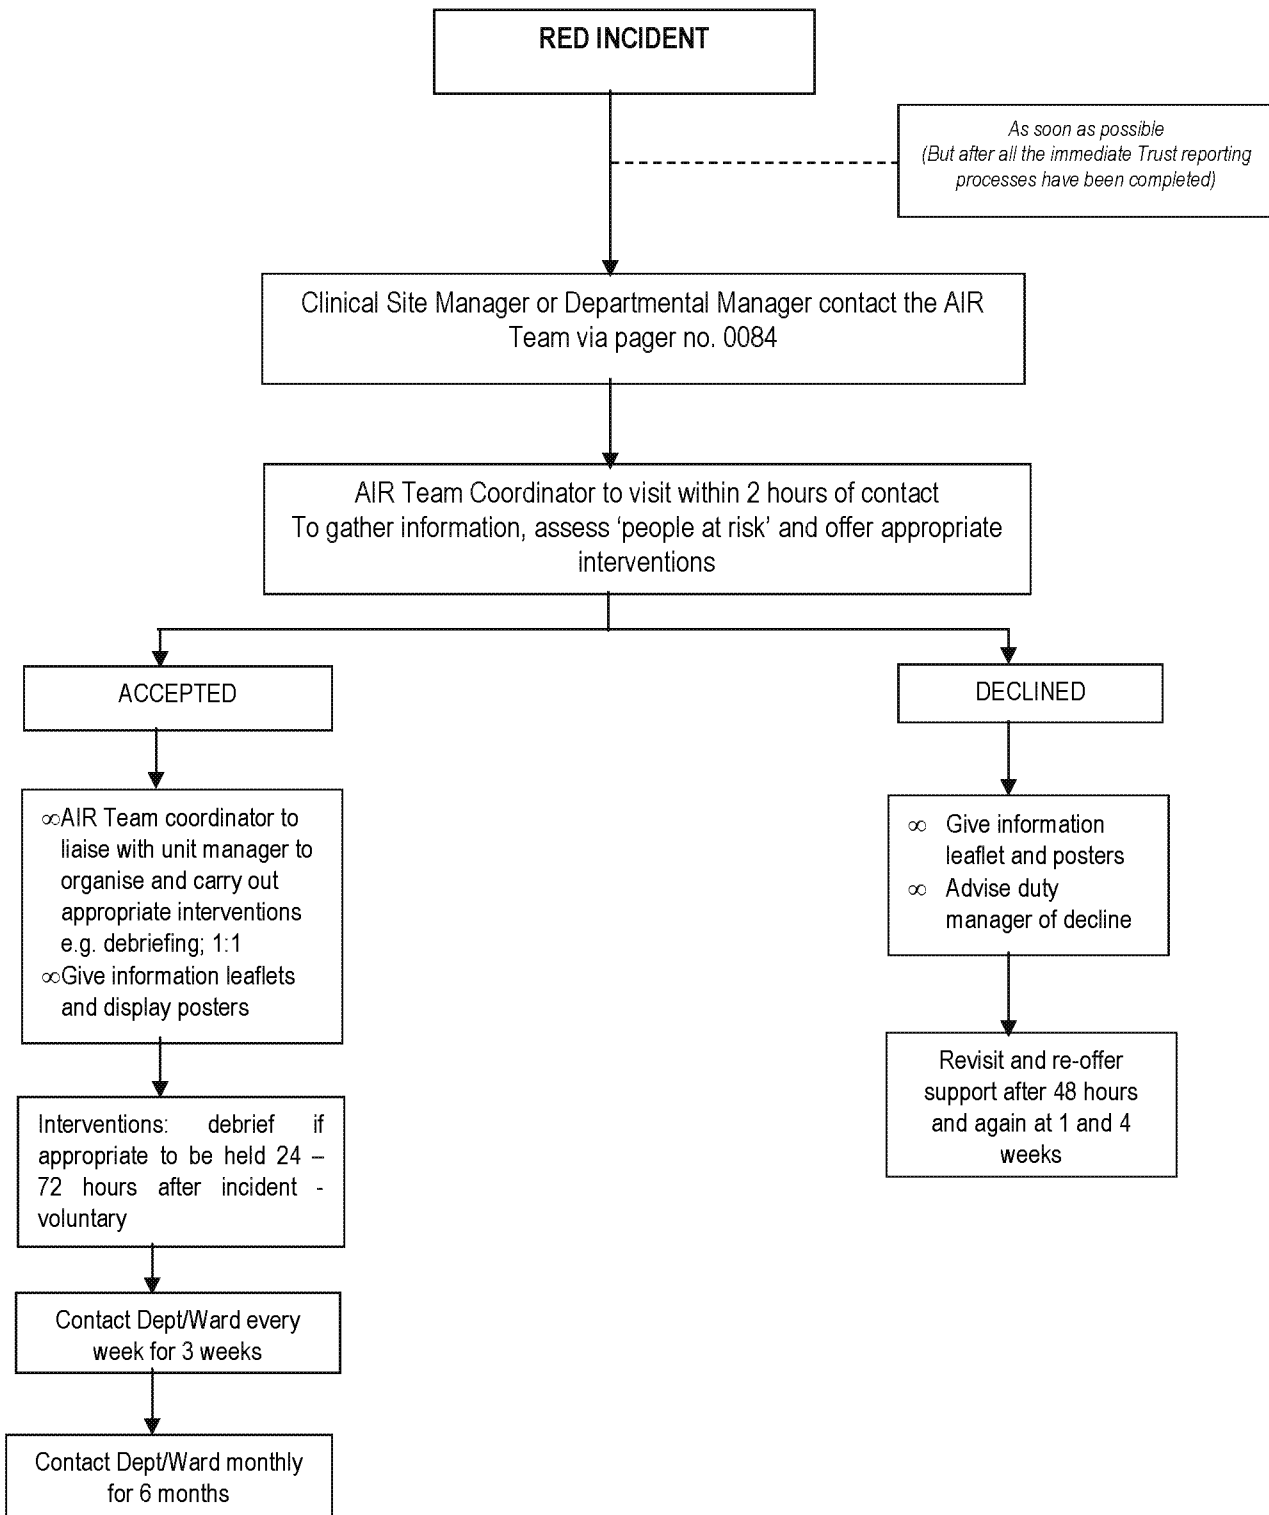 RED INCIDENT
As soon as possible
(But after all the immediate Trust reporting
processes have been completed)
Clinical Site Manager or Departmental Manager contact the AIR
Team via pager no. 0084
AIR Team Coordinator to visit within 2 hours of contact
To gather information, assess ‘people at risk’ and offer appropriate
interventions
ACCEPTED
∞AIR Team coordinator to
liaise with unit manager to
organise and carry out
appropriate interventions
e.g. debriefing; 1:1
∞Give information leaflets
and display posters
Interventions: debrief if
appropriate to be held 24 –
72 hours after incident -
voluntary
Contact Dept/Ward every
week for 3 weeks
Contact Dept/Ward monthly
for 6 months
DECLINED
∞ Give information
leaflet and posters
∞ Advise duty
manager of decline
Revisit and re-offer
support after 48 hours
and again at 1 and 4
weeks